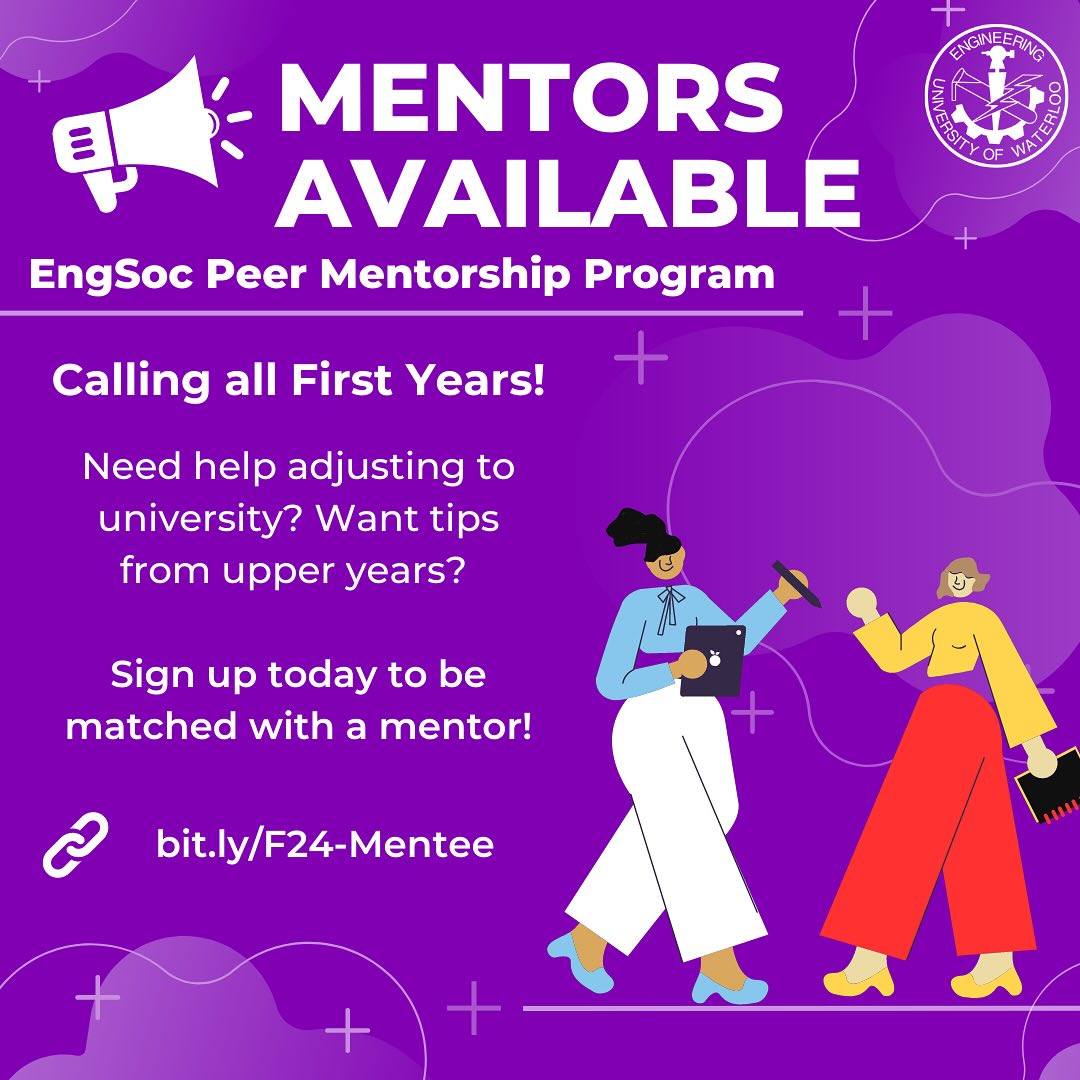 MENTORS
AVAILABLE
ENGINEERING
UNIVERSITY OF WATERLOO
EngSoc Peer Mentorship Program
Calling all First Years!
Need help adjusting to
university? Want tips
from upper years?
Sign up today to be
matched with a mentor!
bit.ly/F24-Mentee